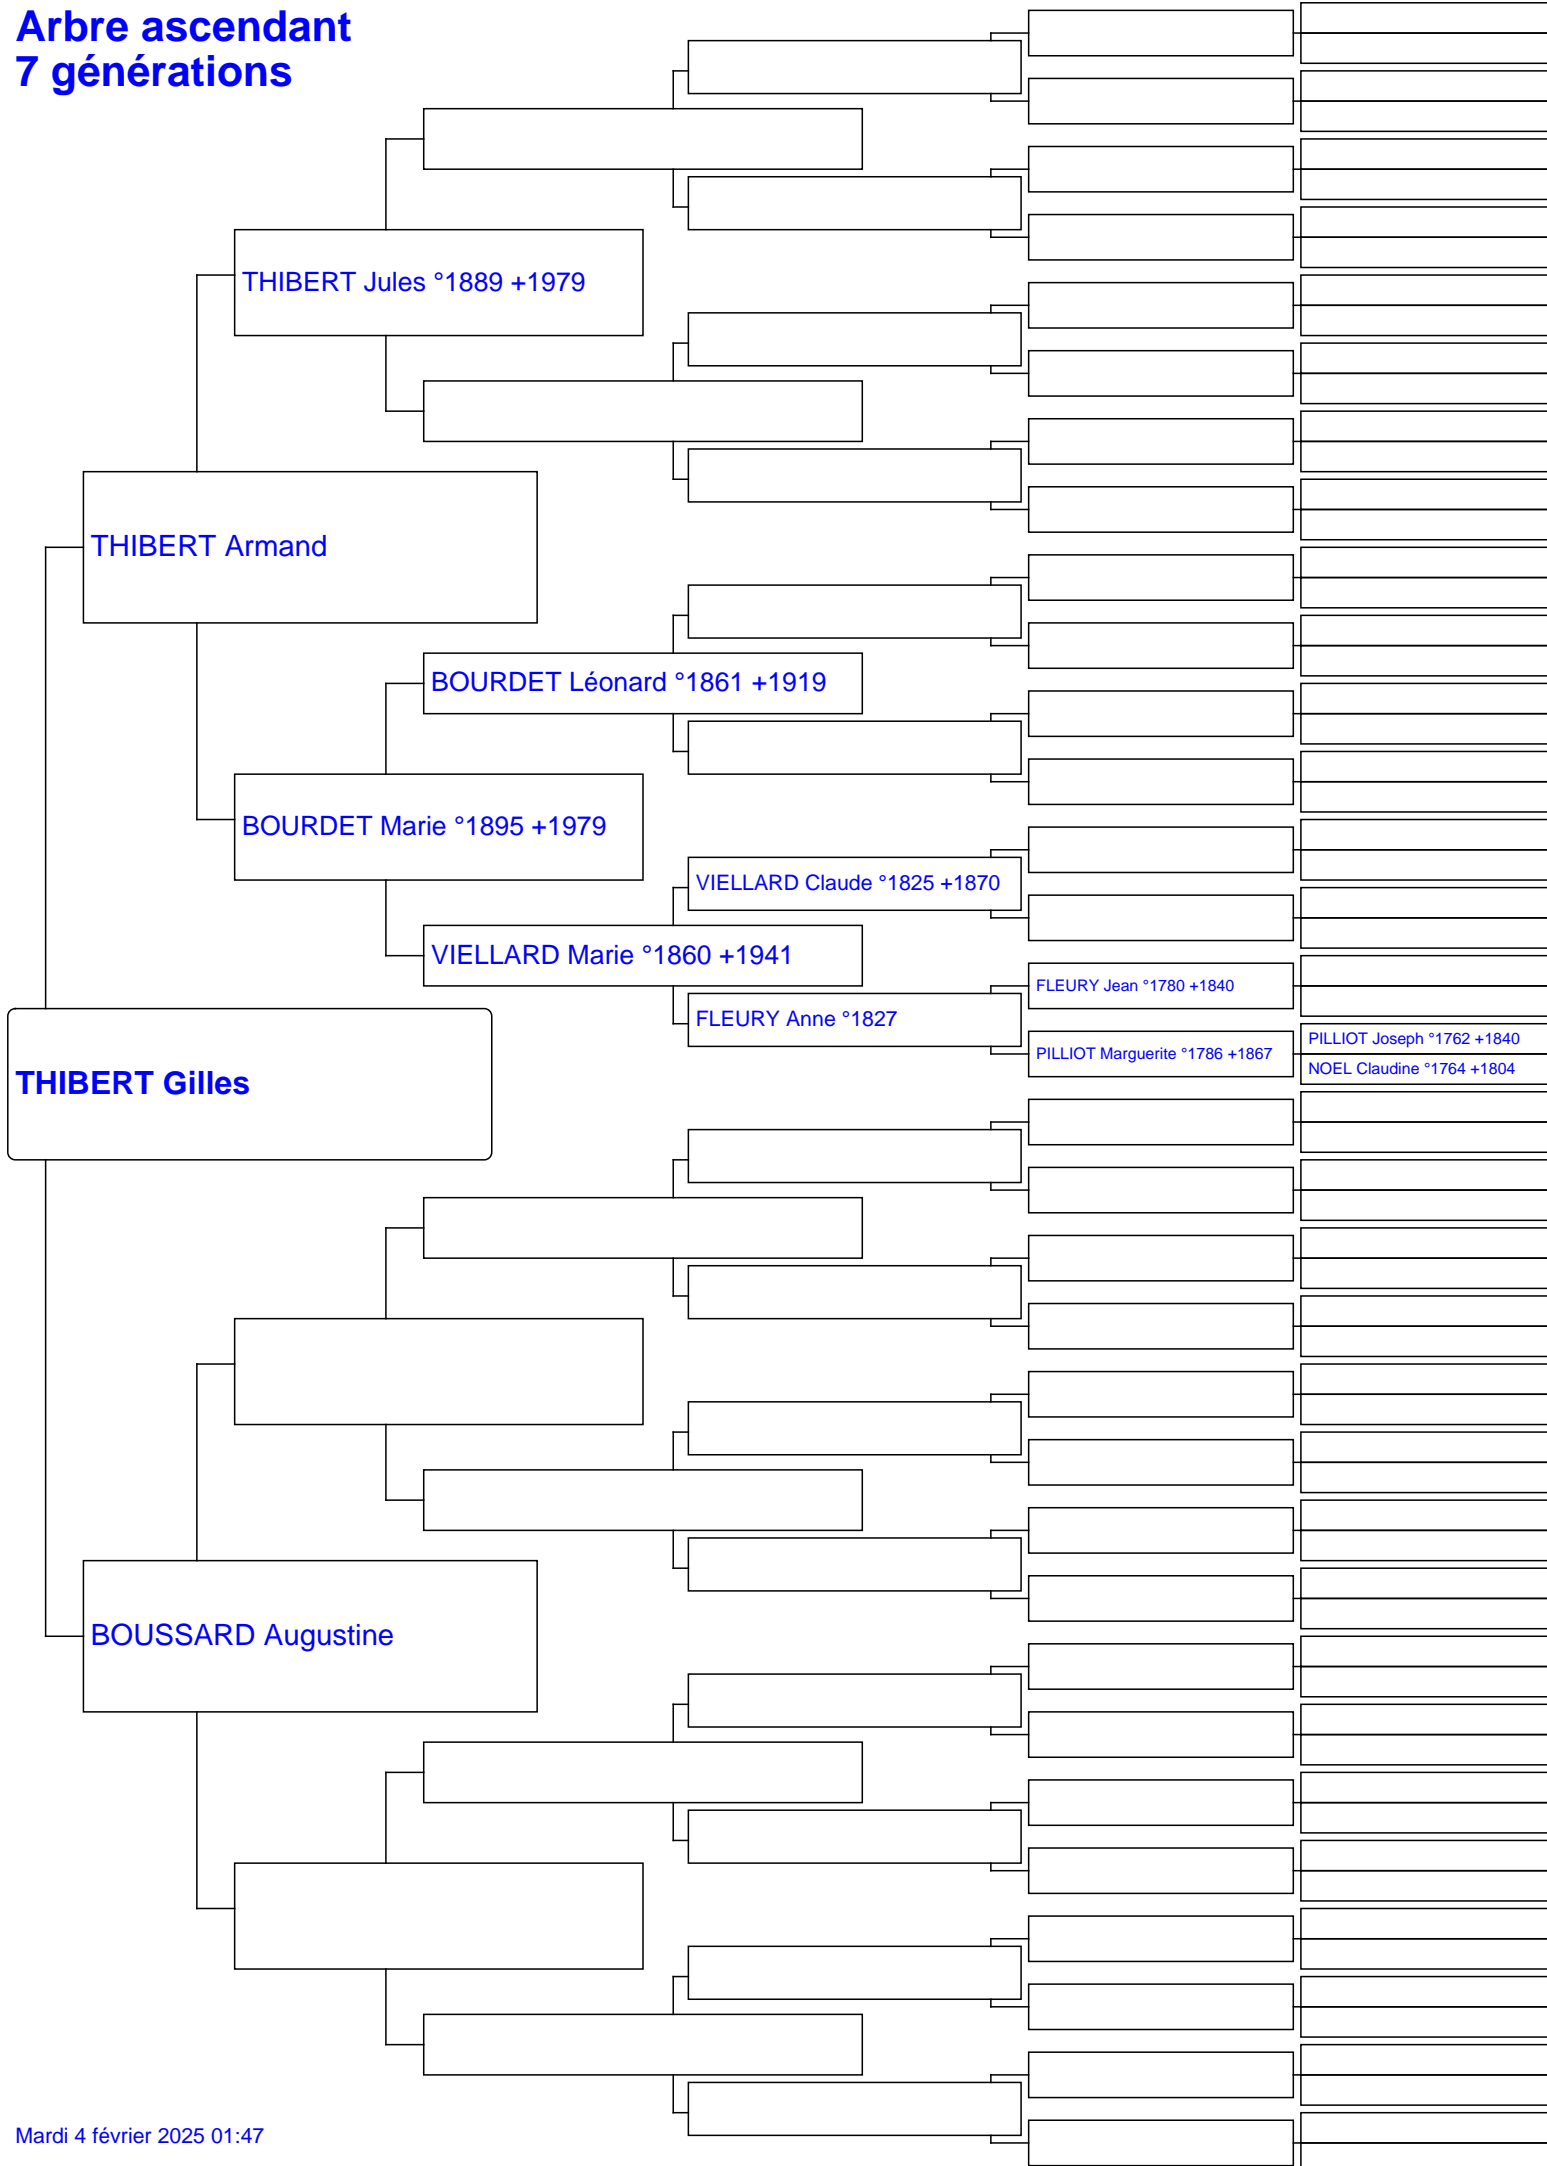 Arbre ascendant
7 générations
THIBERT Jules °1889 +1979
THIBERT Armand
BOURDET Léonard °1861 +1919
BOURDET Marie °1895 +1979
VIELLARD Claude °1825 +1870
VIELLARD Marie °1860 +1941
FLEURY Jean °1780 +1840
FLEURY Anne °1827
PILLIOT Joseph °1762 +1840
PILLIOT Marguerite °1786 +1867
NOEL Claudine °1764 +1804
THIBERT Gilles
BOUSSARD Augustine
Mardi 4 février 2025 01:47